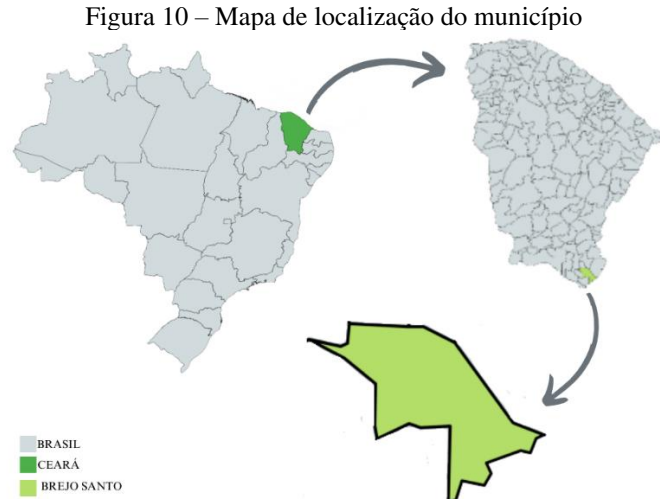 Figura 10 – Mapa de localização do município
BRASIL
CEARÁ
BREJO SANTO